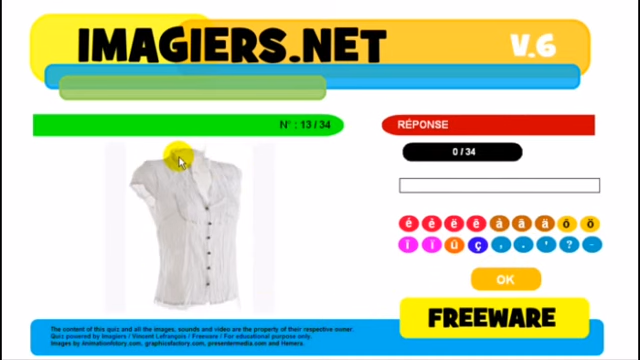 IMAGIERS.NET
V.6
N° : 13 / 34
RÉPONSE
0 / 34
OK
FREEWARE
The content of this quiz and all the images, sounds and video are the property of their respective owner.
Quiz powered by Imagiers / Vincent Lefrançois / Freeware / For educational purpose only.
Images by Animationfactory.com, graphicsfactory.com, presentermedia.com and Hemera.